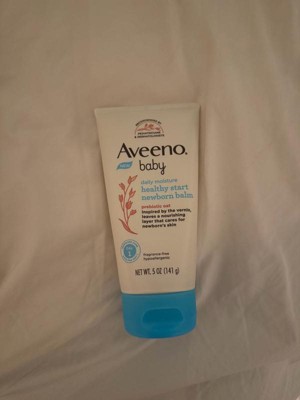 Aveeno.
baby
daily moisture
healthy start
newborn balm
prebiotic oat
inspired by the vernix,
leaves a nourishing
layer that cares for
newborn's skin
fragrance free
hypoallergenic
NET WT. 5 OZ (141 g)